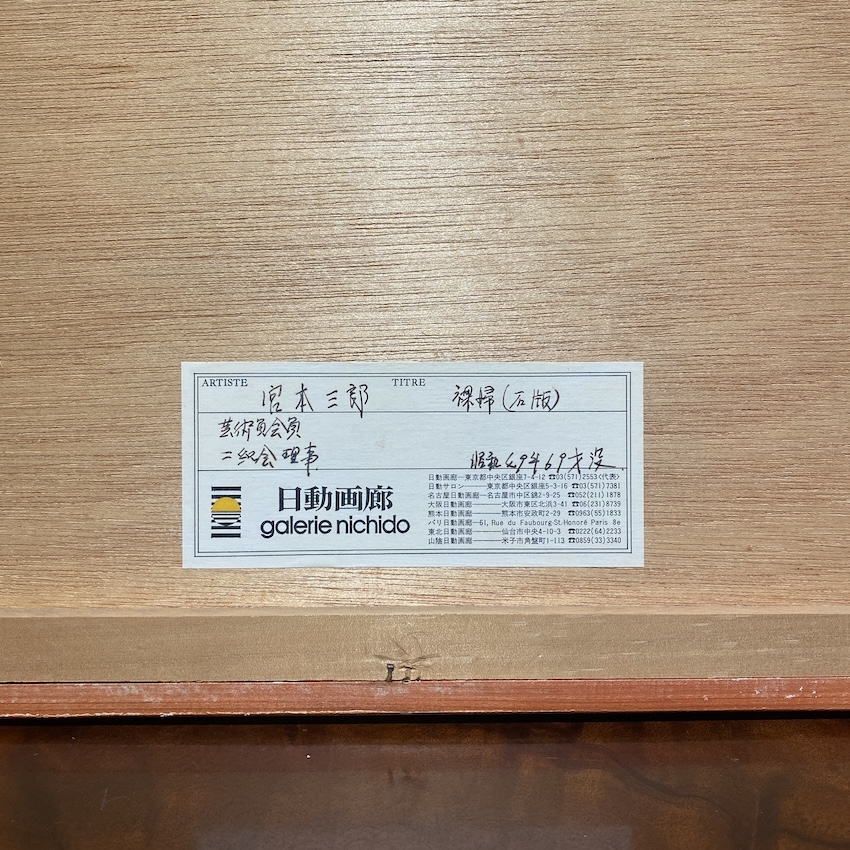 ARTISTE 宮本三郎 TITRE 裸婦(石版)
芸術員会員
二紀会理事 昭和49年69才没
日動画廊
galerie nichido
日動画廊―東京都中央区銀座7-4-12 ☎03(571)2553<代表>
日動サロン―東京都中央区銀座5-3-16 ☎03(571)7381
名古屋日動画廊―名古屋市中区錦2-9-25 ☎052(211)1878
大阪日動画廊―大阪市東区北浜3-41 ☎06(231)8739
熊本日動画廊―熊本市安政町2-29 ☎0963(55)1833
パリ日動画廊―61, Rue du Faubourg-St.Honoré Paris 8e
東北日動画廊―仙台市中央4-10-3 ☎0222(64)2233
山陰日動画廊―米子市角盤町1-113 ☎0859(33)3340